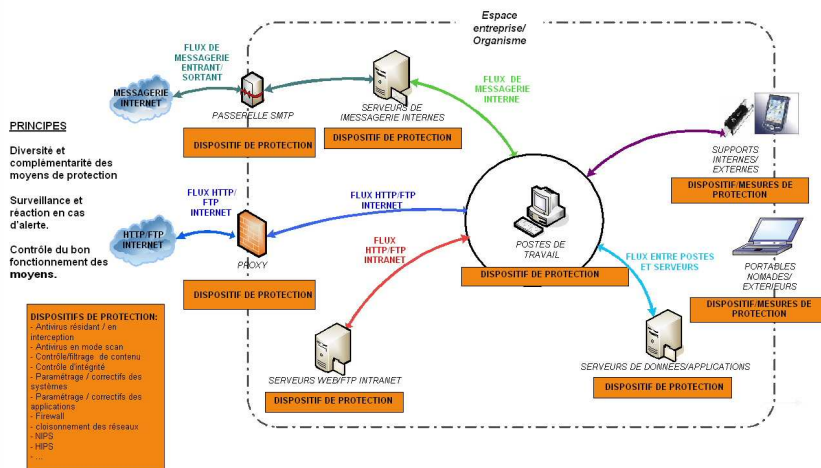 Espace
entreprise/
Organisme
FLUX DE
MESSAGERIE
ENTRANT/
SORTANT
MESSAGERIE
INTERNET
PASSERELLE SMTP
DISPOSITIF DE PROTECTION
SERVEURS DE
IMESSAGERIE INTERNES
DISPOSITIF DE PROTECTION
FLUX DE
MESSAGERIE
INTERNE
SUPPORTS
INTERNES/
EXTERNES
DISPOSITIF/MESURES DE
PROTECTION
PRINCIPES
Diversité et
complémentarité des
moyens de protection
Surveillance et
réaction en cas
d'alerte.
Contrôle du bon
fonctionnement des
moyens.
FLUX HTTP/
FTP
INTERNET
HTTP/FTP
INTERNET
PROXY
DISPOSITIF DE PROTECTION
FLUX HTTP/FTP
INTERNET
FLUX
HTTP/FTP
INTRANET
POSTES DE
TRAVAIL
DISPOSITIF DE PROTECTION
FLUX ENTRE POSTES
ET SERVEURS
PORTABLES
NOMADES/
EXTERIEURS
DISPOSITIF/MESURES DE
PROTECTION
SERVEURS WEB/FTP INTRANET
DISPOSITIF DE PROTECTION
SERVEURS DE DONNEES/APPLICATIONS
DISPOSITIF DE PROTECTION
DISPOSITIFS DE PROTECTION:
- Antivirus résidant / en
interception
- Antivirus en mode scan
- Contrôle/filtrage de contenu
- Contrôle d'intégrité
- Paramétrage / correctifs des
systèmes
- Paramétrage / correctifs des
applications
- Firewall
- cloisonnement des réseaux
- NIPS
- HIPS
- ...